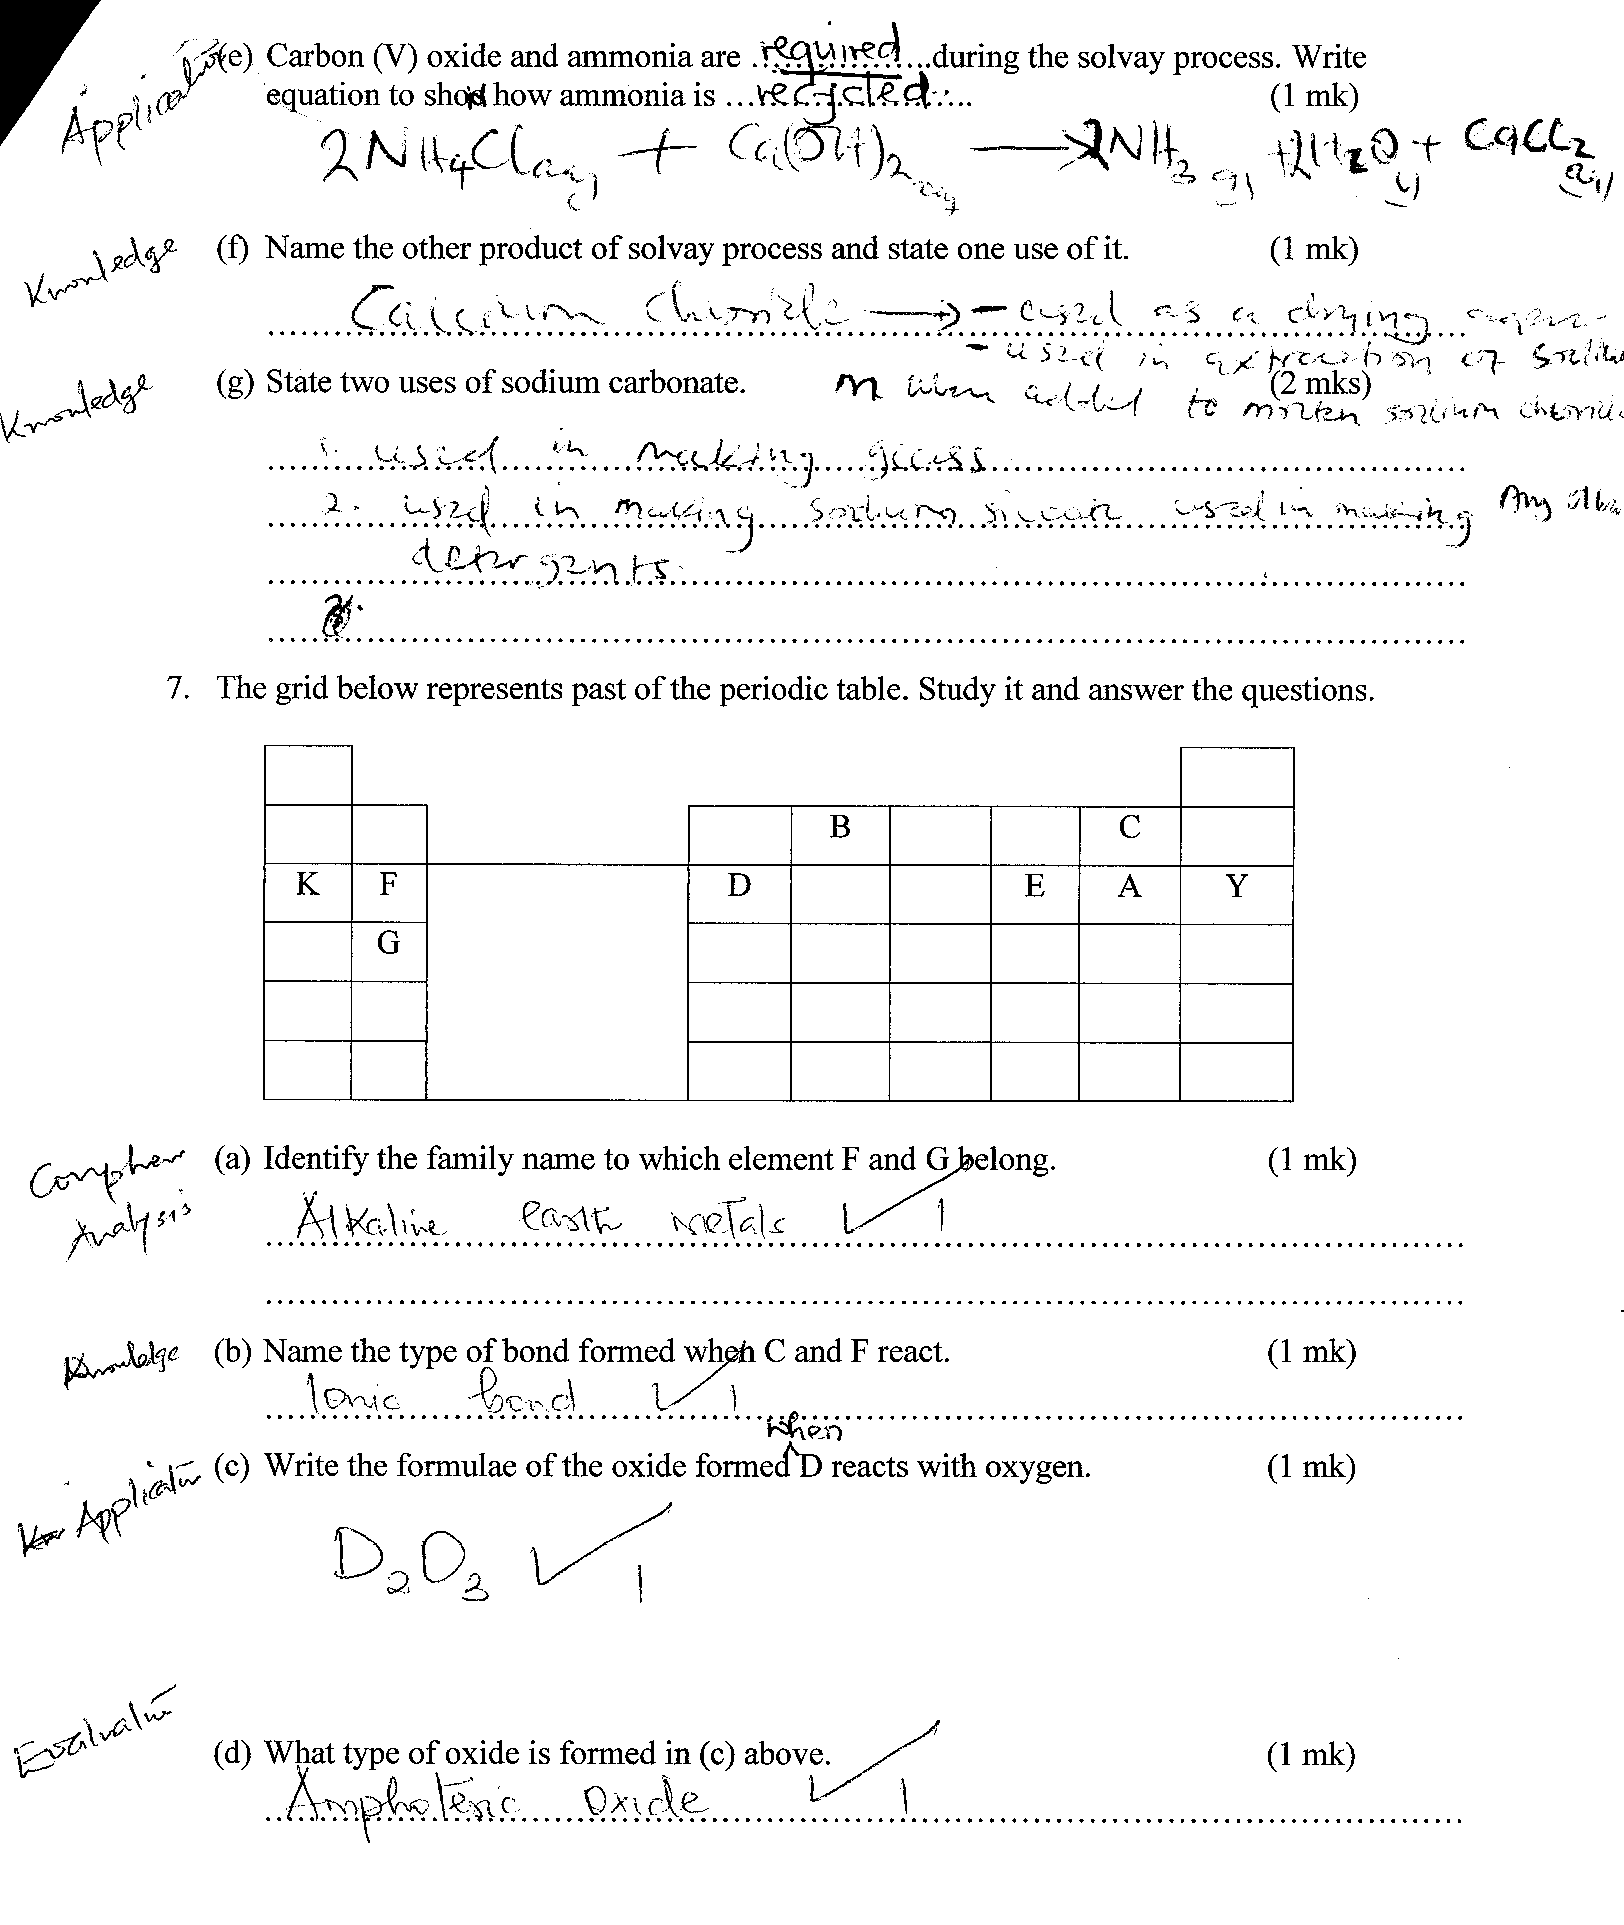 Application (e) Carbon (V) oxide and ammonia are ..required....during the solvay process. Write
equation to show how ammonia is ...recycled..... (1 mk)
2NH4Cl(aq) + Ca(OH)2(aq) → 2NH3(g) + 2H2O(l) + CaCl2(aq)
Knowledge (f) Name the other product of solvay process and state one use of it. (1 mk)
Calcium chloride → - used as a drying agent
- used in extraction of sodium
Knowledge (g) State two uses of sodium carbonate. (2 mks)
when added to molten sodium chloride
1. used in making glass
2. used in making sodium silicate used in making Any other
detergents
7. The grid below represents past of the periodic table. Study it and answer the questions.
B C
K F D E A Y
G
Comprehen (a) Identify the family name to which element F and G belong. (1 mk)
Analysis
Alkaline earth metals ✓ 1
Knowledge (b) Name the type of bond formed when C and F react. (1 mk)
Ionic bond ✓ 1
when
Application (c) Write the formulae of the oxide formed D reacts with oxygen. (1 mk)
D2O3 ✓ 1
Evaluation
(d) What type of oxide is formed in (c) above. (1 mk)
Amphoteric oxide ✓ 1